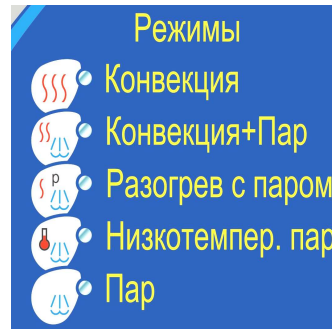 Режимы
Конвекция
Конвекция+Пар
р
Разогрев с паром
Низкотемпер. пар
Пар